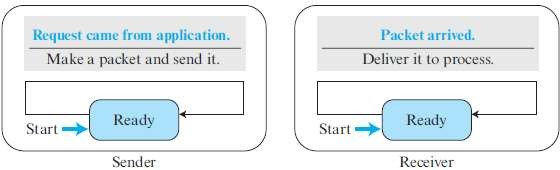 Request came from application.
Make a packet and send it.
Start
Ready
Sender
Packet arrived.
Deliver it to process.
Start
Ready
Receiver